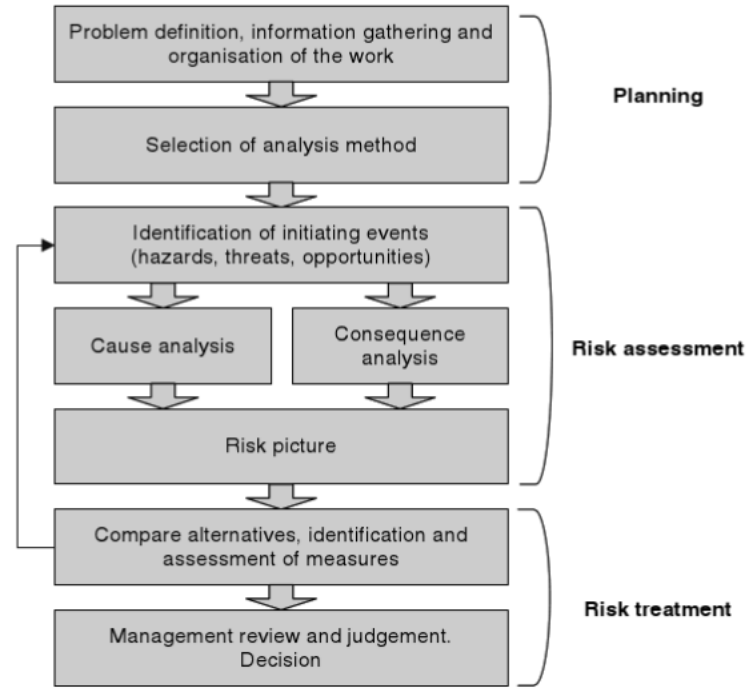 Problem definition, information gathering and
organisation of the work
Planning
Selection of analysis method
Identification of initiating events
(hazards, threats, opportunities)
Cause analysis
Consequence
analysis
Risk assessment
Risk picture
Compare alternatives, identification and
assessment of measures
Risk treatment
Management review and judgement.
Decision